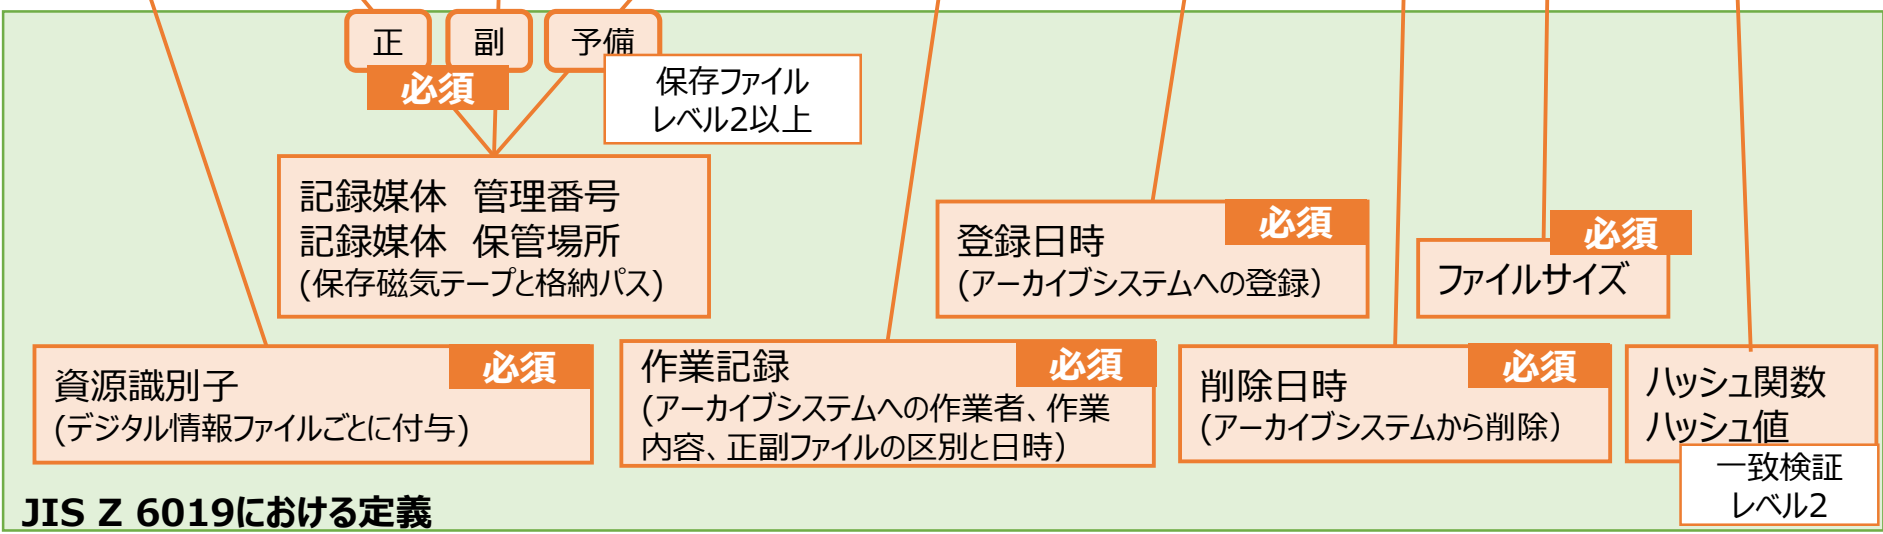 正
副
予備
必須
保存ファイル
レベル2以上
記録媒体　管理番号
記録媒体　保管場所
(保存磁気テープと格納パス)
必須
登録日時
(アーカイブシステムへの登録）
必須
ファイルサイズ
必須
資源識別子
(デジタル情報ファイルごとに付与)
必須
作業記録
(アーカイブシステムへの作業者、作業
内容、正副ファイルの区別と日時）
必須
削除日時
(アーカイブシステムから削除）
ハッシュ関数
ハッシュ値
一致検証
レベル2
JIS Z 6019における定義